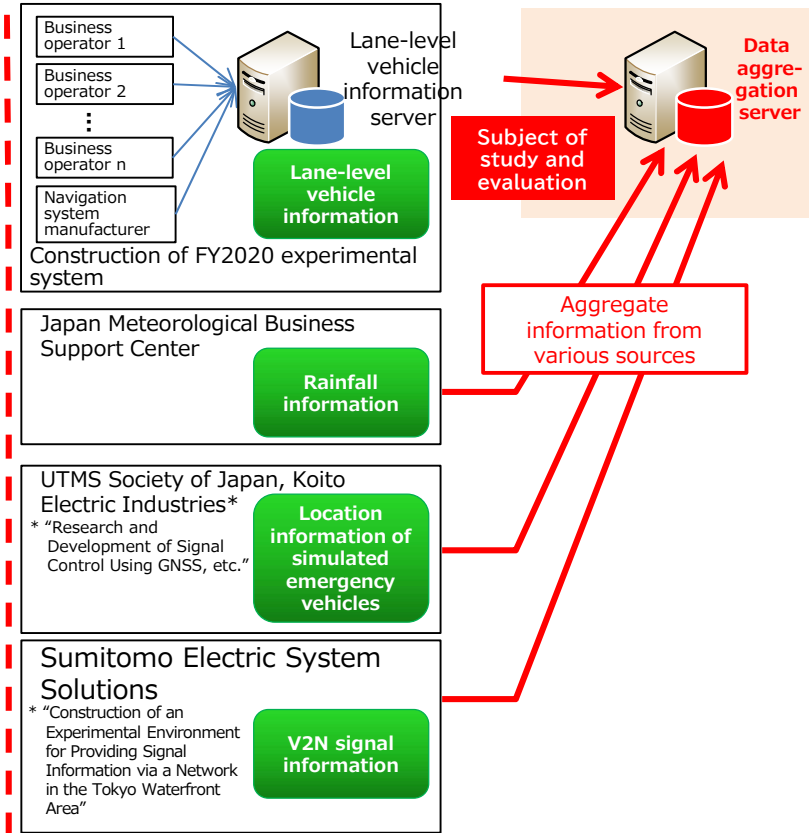 Business
operator 1
Business
operator 2
⋮
Business
operator n
Navigation
system
manufacturer
Lane-level
vehicle
information
server
Lane-level
vehicle
information
Construction of FY2020 experimental
system
Data
aggre-
gation
server
Subject of
study and
evaluation
Aggregate
information from
various sources
Japan Meteorological Business
Support Center
Rainfall
information
UTMS Society of Japan, Koito
Electric Industries*
* “Research and
Development of Signal
Control Using GNSS, etc.”
Location
information of
simulated
emergency
vehicles
Sumitomo Electric System
Solutions
* “Construction of an
Experimental Environment
for Providing Signal
Information via a Network
in the Tokyo Waterfront
Area”
V2N signal
information